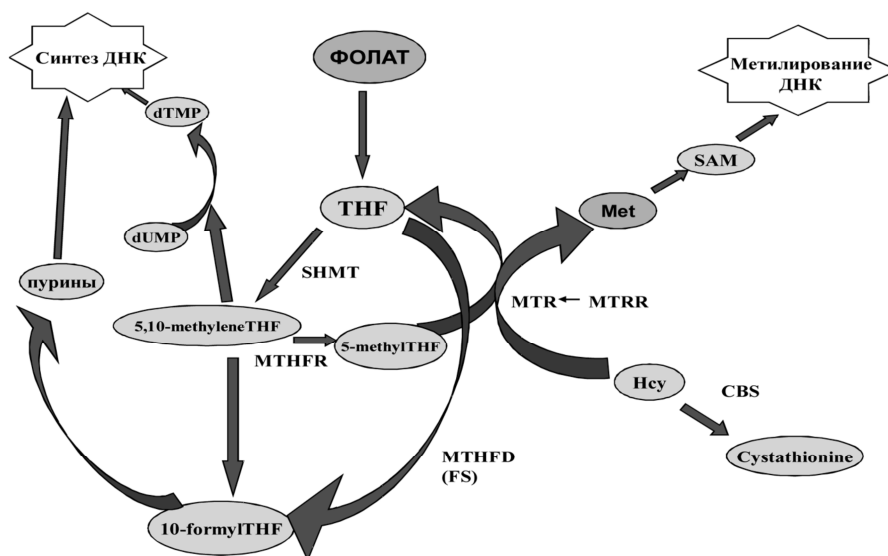 Синтез ДНК
ФОЛАТ
Метилирование
ДНК
dTMP
SAM
THF
Met
dUMP
SHMT
пурины
MTR
MTRR
5,10-methyleneTHF
5-methylTHF
MTHFR
Hcy
CBS
MTHFD
(FS)
Cystathionine
10-formylTHF